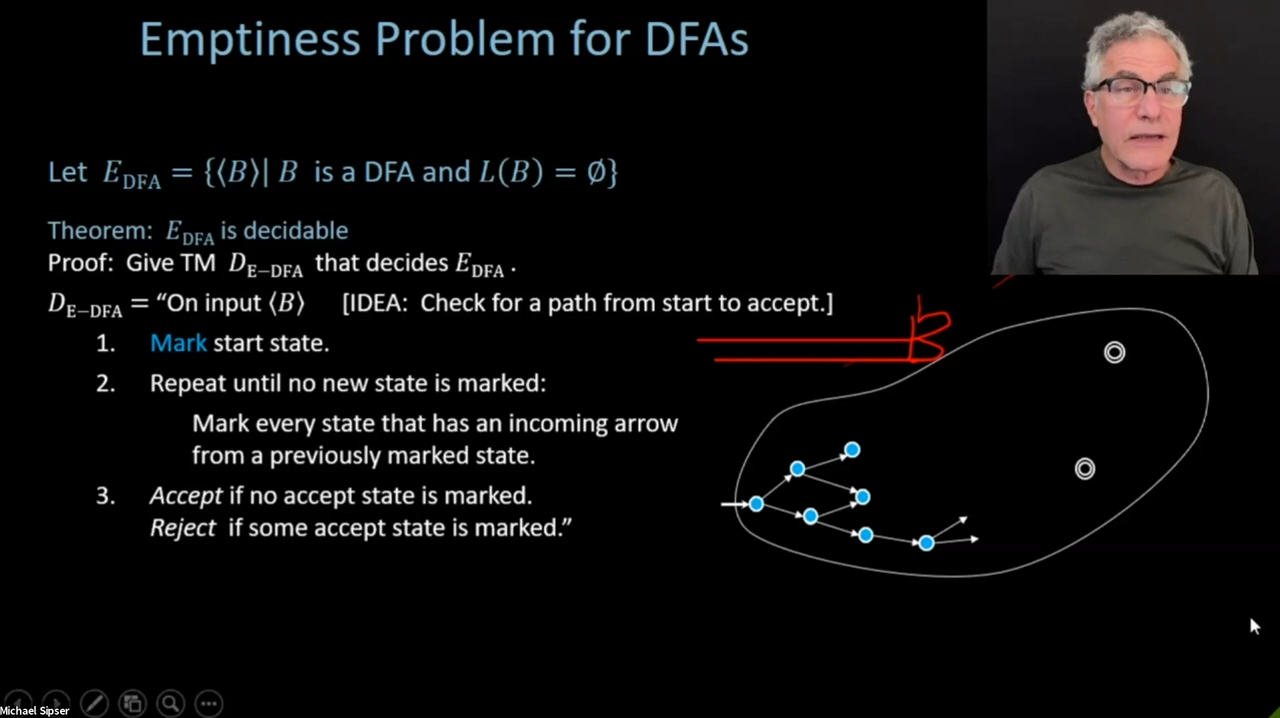 Emptiness Problem for DFAs
Let E_DFA = {⟨B⟩| B is a DFA and L(B) = ∅}
Theorem: E_DFA is decidable
Proof: Give TM D_E−DFA that decides E_DFA .
D_E−DFA = “On input ⟨B⟩ [IDEA: Check for a path from start to accept.]
B
1. Mark start state.
2. Repeat until no new state is marked:
Mark every state that has an incoming arrow
from a previously marked state.
3. Accept if no accept state is marked.
Reject if some accept state is marked.”
Michael Sipser